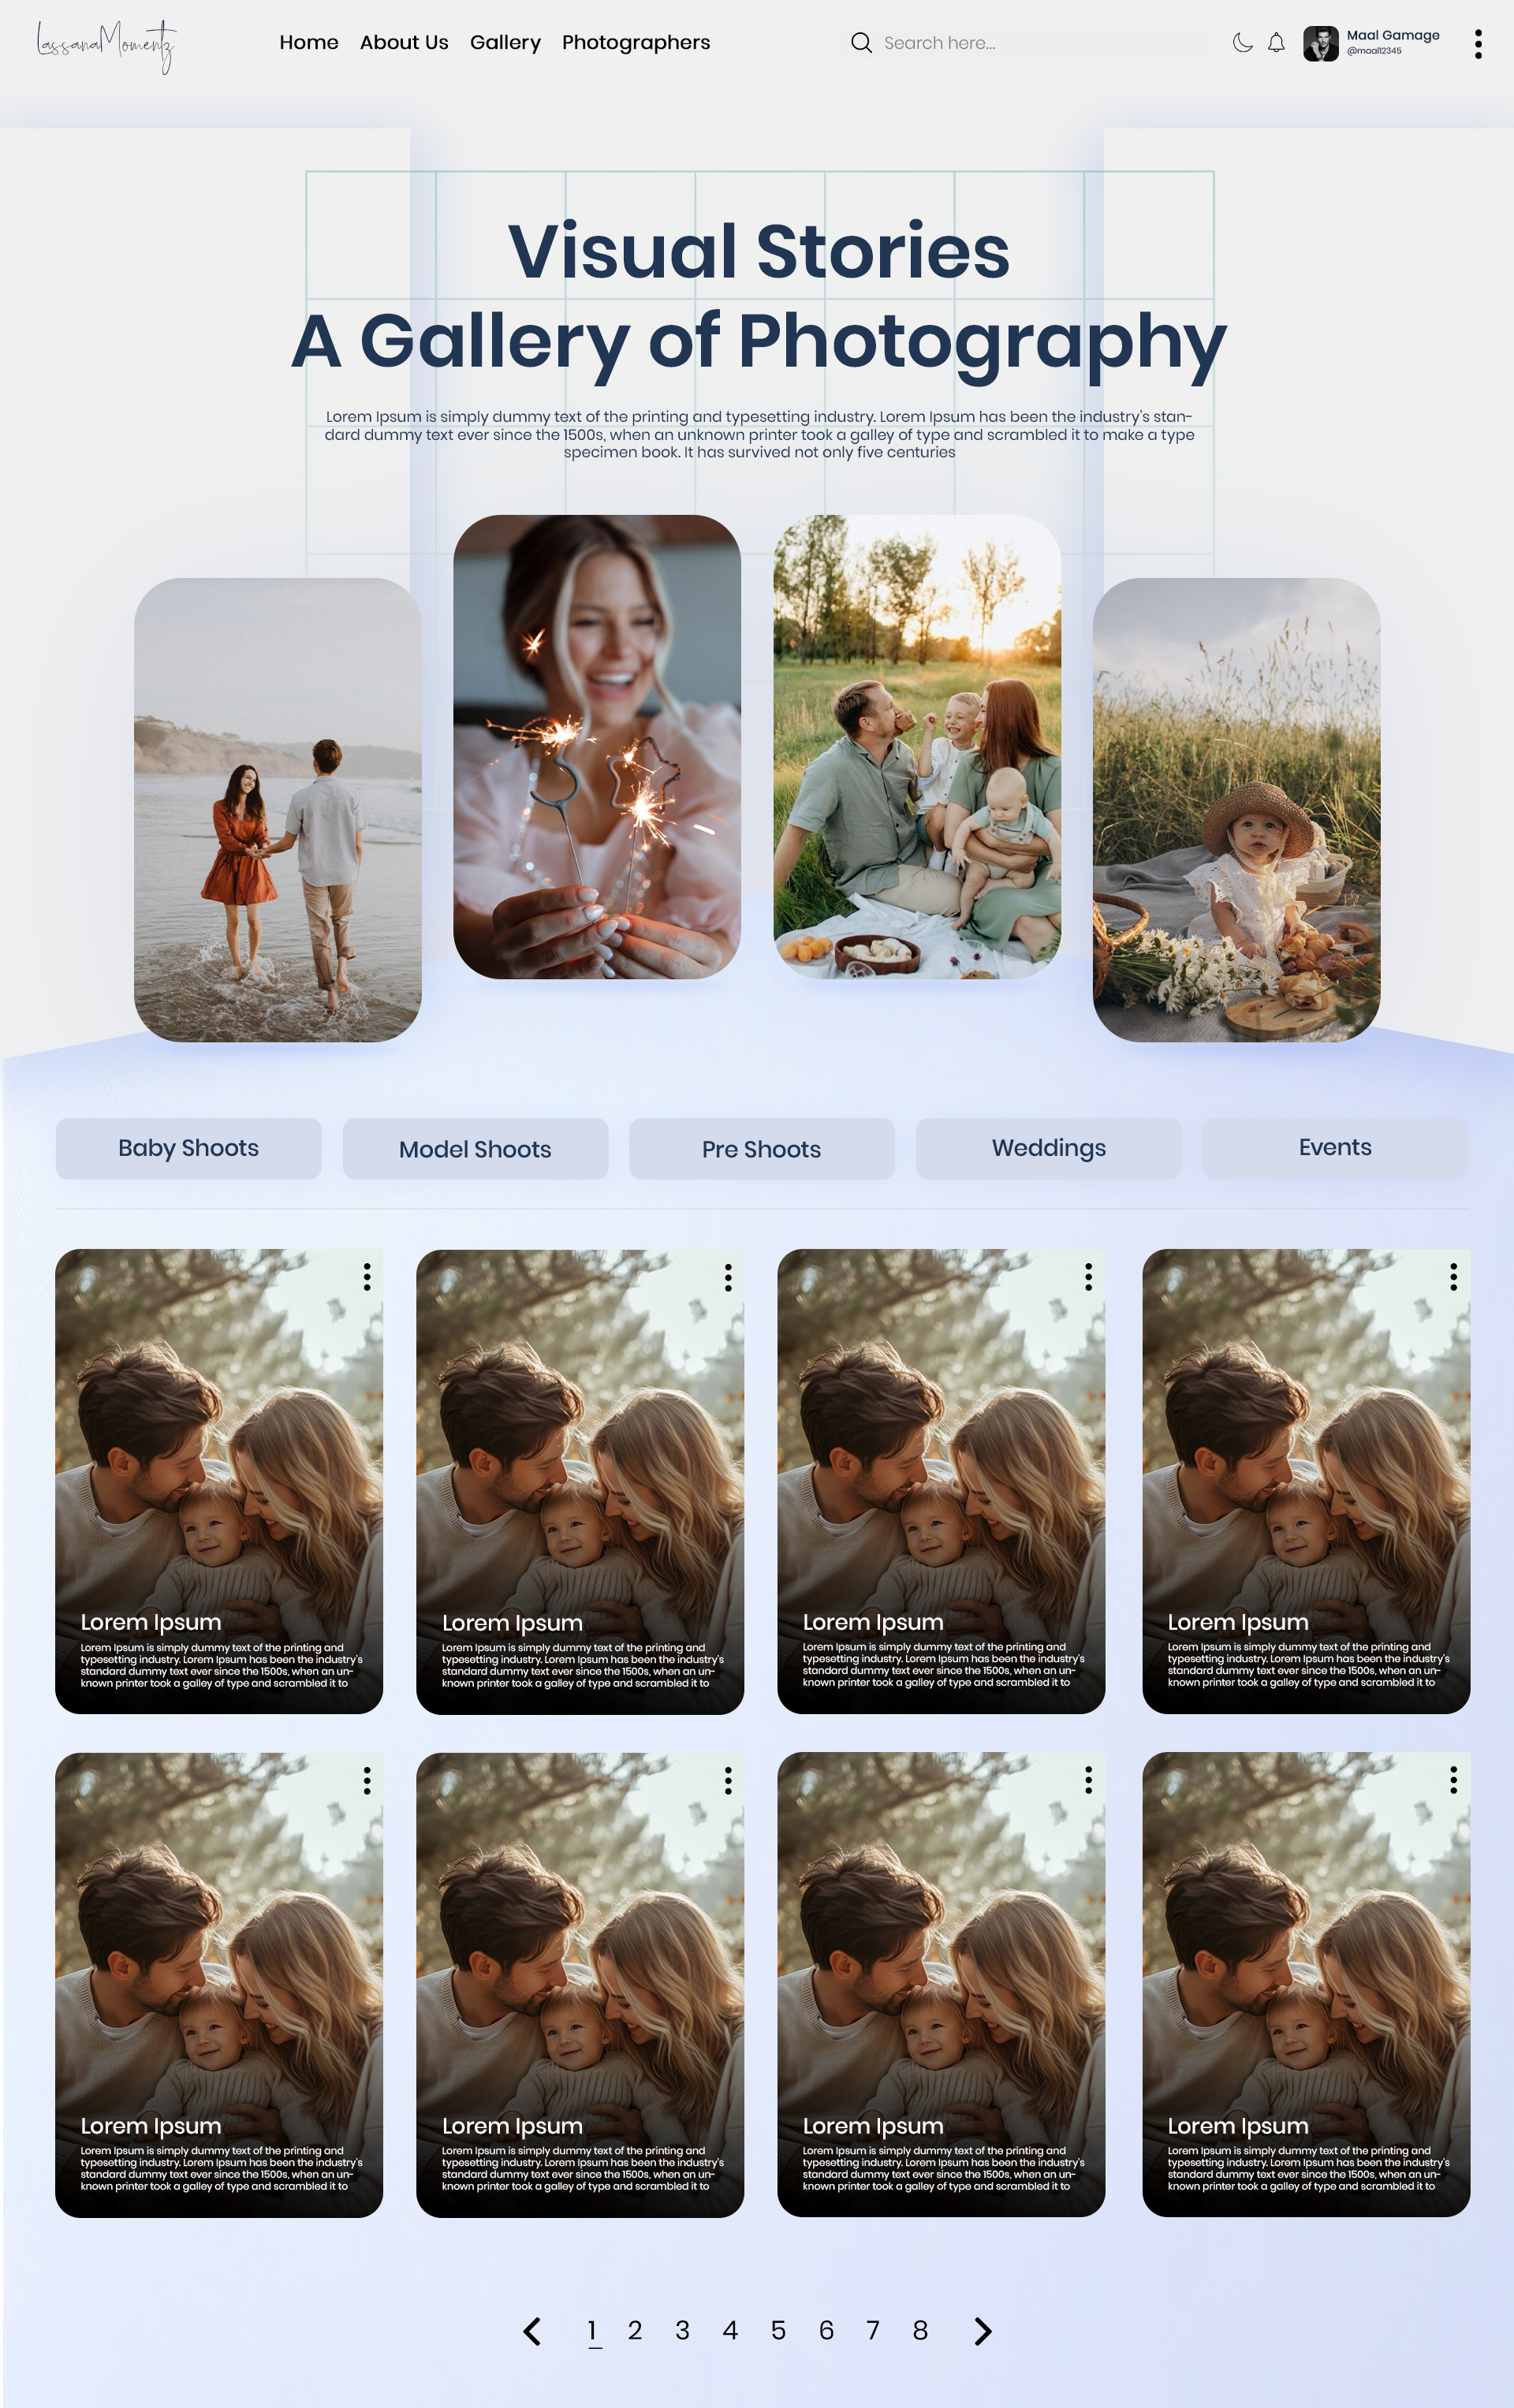 LassanaMomentz
Home About Us Gallery Photographers
Search here...
Maal Gamage
@maal12345
Visual Stories
A Gallery of Photography
Lorem Ipsum is simply dummy text of the printing and typesetting industry. Lorem Ipsum has been the industry's stan-
dard dummy text ever since the 1500s, when an unknown printer took a galley of type and scrambled it to make a type
specimen book. It has survived not only five centuries
Baby Shoots
Model Shoots
Pre Shoots
Weddings
Events
Lorem Ipsum
Lorem Ipsum is simply dummy text of the printing and
typesetting industry. Lorem Ipsum has been the industry's
standard dummy text ever since the 1500s, when an un-
known printer took a galley of type and scrambled it to
Lorem Ipsum
Lorem Ipsum is simply dummy text of the printing and
typesetting industry. Lorem Ipsum has been the industry's
standard dummy text ever since the 1500s, when an un-
known printer took a galley of type and scrambled it to
Lorem Ipsum
Lorem Ipsum is simply dummy text of the printing and
typesetting industry. Lorem Ipsum has been the industry's
standard dummy text ever since the 1500s, when an un-
known printer took a galley of type and scrambled it to
Lorem Ipsum
Lorem Ipsum is simply dummy text of the printing and
typesetting industry. Lorem Ipsum has been the industry's
standard dummy text ever since the 1500s, when an un-
known printer took a galley of type and scrambled it to
Lorem Ipsum
Lorem Ipsum is simply dummy text of the printing and
typesetting industry. Lorem Ipsum has been the industry's
standard dummy text ever since the 1500s, when an un-
known printer took a galley of type and scrambled it to
Lorem Ipsum
Lorem Ipsum is simply dummy text of the printing and
typesetting industry. Lorem Ipsum has been the industry's
standard dummy text ever since the 1500s, when an un-
known printer took a galley of type and scrambled it to
Lorem Ipsum
Lorem Ipsum is simply dummy text of the printing and
typesetting industry. Lorem Ipsum has been the industry's
standard dummy text ever since the 1500s, when an un-
known printer took a galley of type and scrambled it to
Lorem Ipsum
Lorem Ipsum is simply dummy text of the printing and
typesetting industry. Lorem Ipsum has been the industry's
standard dummy text ever since the 1500s, when an un-
known printer took a galley of type and scrambled it to
1 2 3 4 5 6 7 8